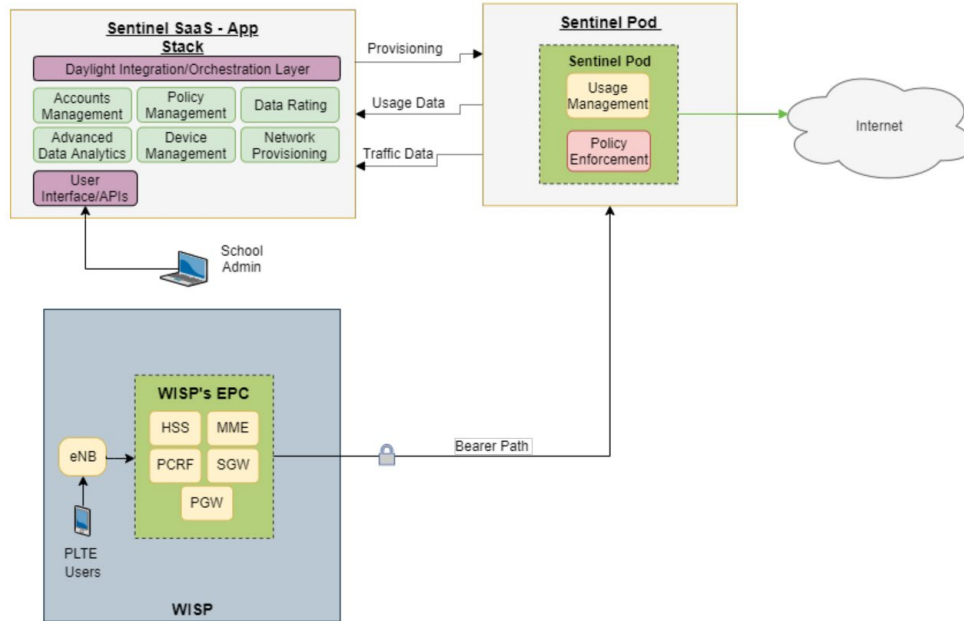 Sentinel SaaS - App
Stack
Daylight Integration/Orchestration Layer
Accounts
Management
Policy
Management
Data Rating
Advanced
Data Analytics
Device
Management
Network
Provisioning
User
Interface/APIs
School
Admin
Provisioning
Usage Data
Traffic Data
Sentinel Pod
Sentinel Pod
Usage
Management
Policy
Enforcement
Internet
WISP's EPC
HSS
MME
PCRF
SGW
PGW
eNB
PLTE
Users
WISP
Bearer Path